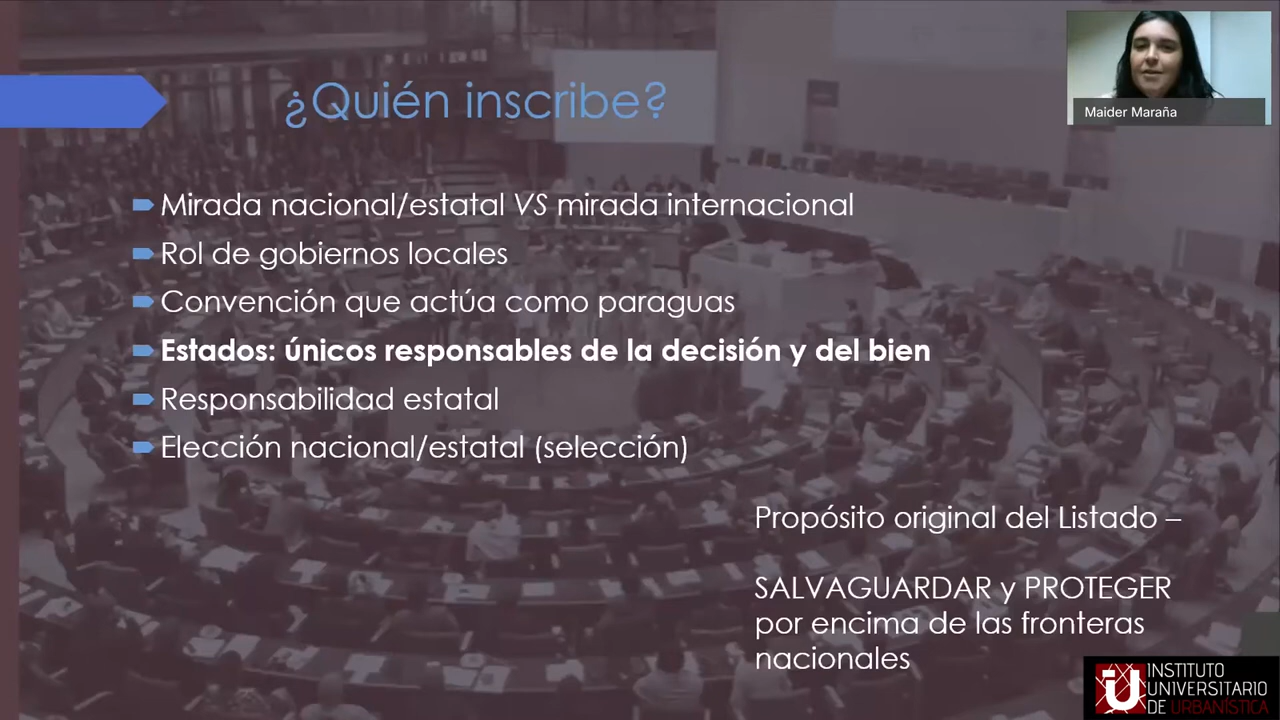 ¿Quién inscribe?
Maider Maraña
Mirada nacional/estatal VS mirada internacional
Rol de gobiernos locales
Convención que actúa como paraguas
Estados: únicos responsables de la decisión y del bien
Responsabilidad estatal
Elección nacional/estatal (selección)
Propósito original del Listado –
SALVAGUARDAR y PROTEGER
por encima de las fronteras
nacionales
IU
INSTITUTO
UNIVERSITARIO
DE URBANÍSTICA